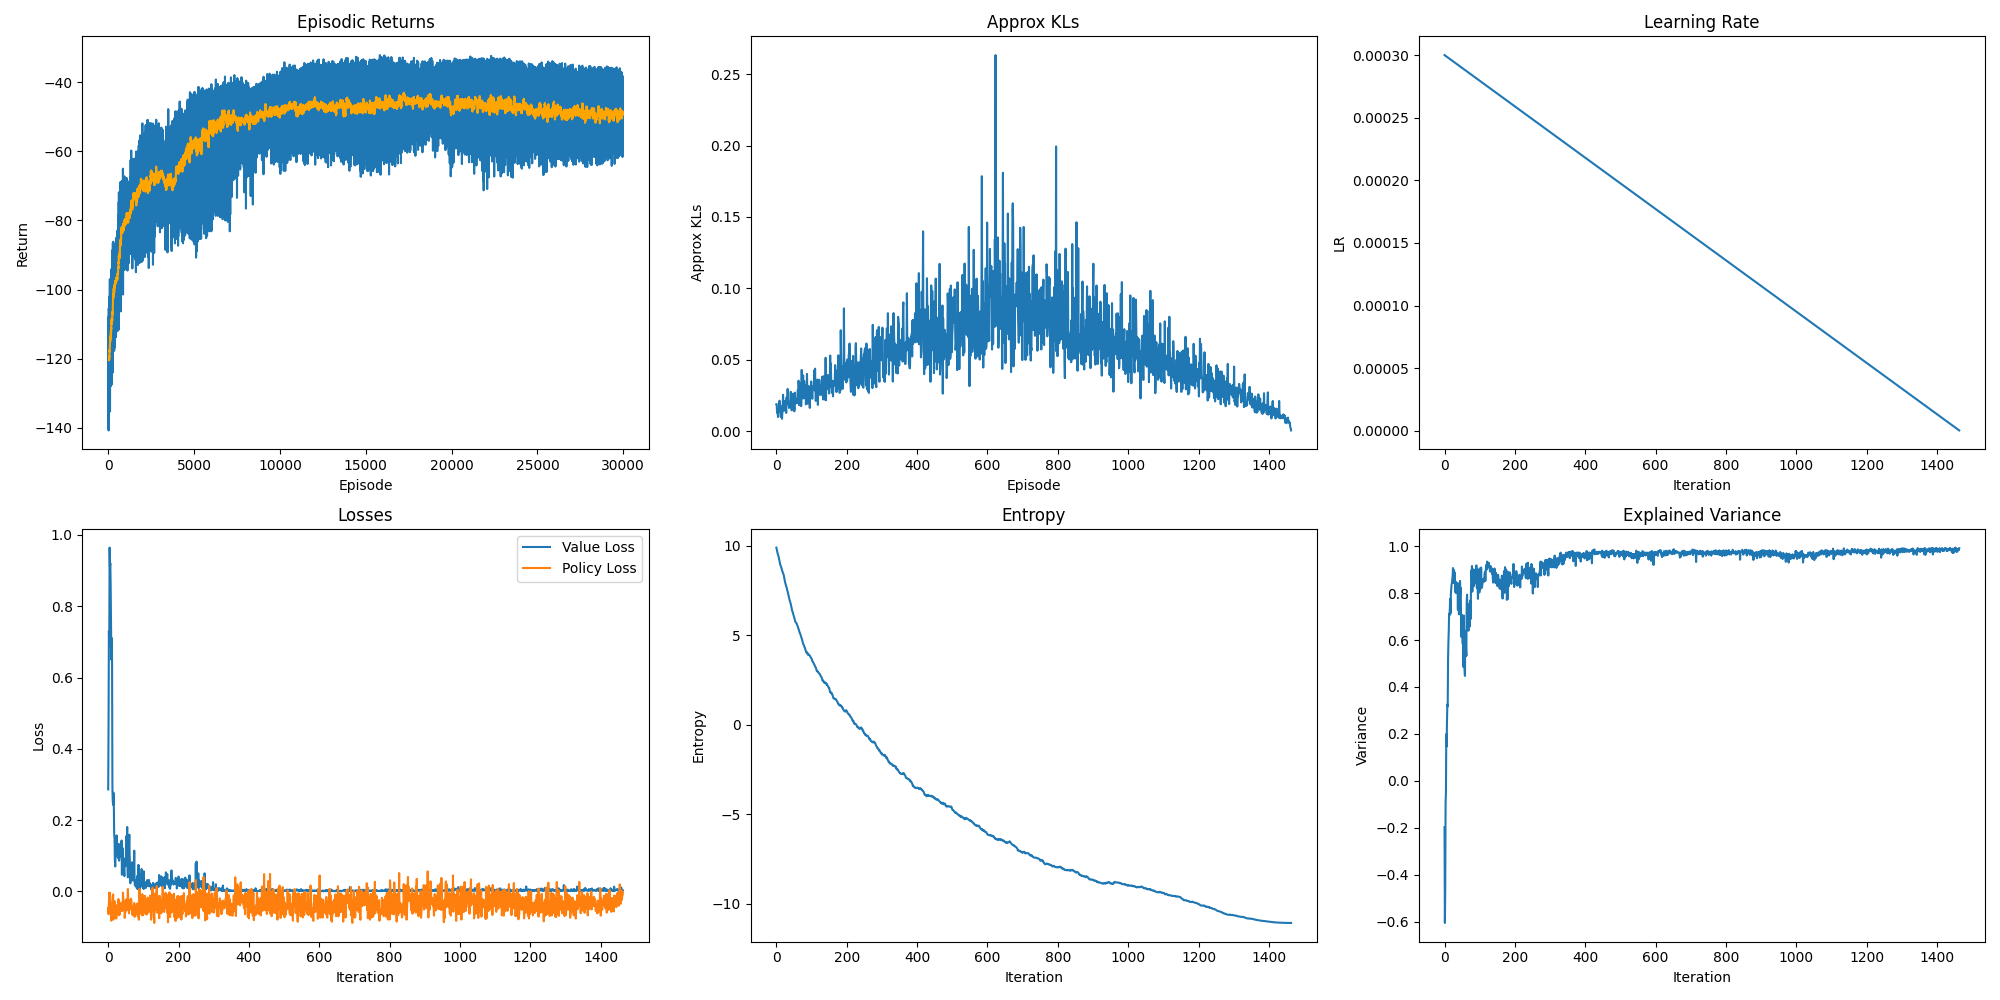 Episodic Returns
Return
−40
−60
−80
−100
−120
−140
0 5000 10000 15000 20000 25000 30000
Episode
Approx KLs
Approx KLs
0.25
0.20
0.15
0.10
0.05
0.00
0 200 400 600 800 1000 1200 1400
Episode
Learning Rate
LR
0.00030
0.00025
0.00020
0.00015
0.00010
0.00005
0.00000
0 200 400 600 800 1000 1200 1400
Iteration
Losses
Loss
1.0
0.8
0.6
0.4
0.2
0.0
Value Loss
Policy Loss
0 200 400 600 800 1000 1200 1400
Iteration
Entropy
Entropy
10
5
0
−5
−10
0 200 400 600 800 1000 1200 1400
Iteration
Explained Variance
Variance
1.0
0.8
0.6
0.4
0.2
0.0
−0.2
−0.4
−0.6
0 200 400 600 800 1000 1200 1400
Iteration